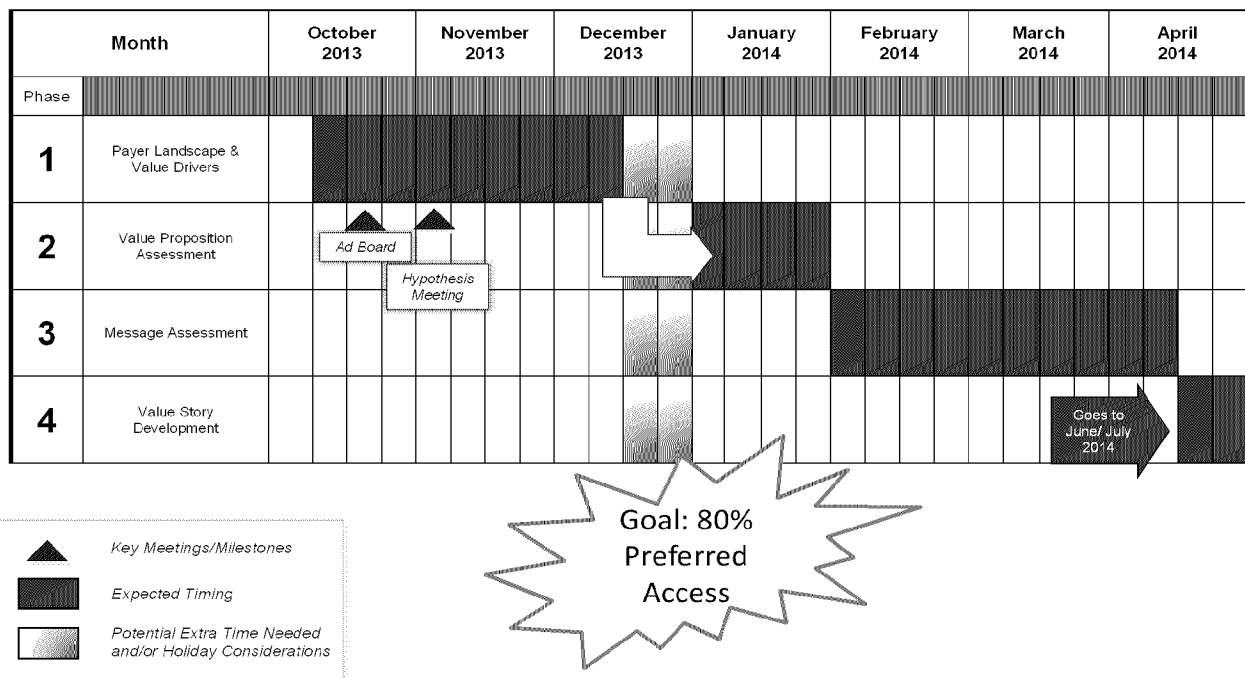 Month
October
2013
November
2013
December
2013
January
2014
February
2014
March
2014
April
2014
Phase
1
Payer Landscape &
Value Drivers
2
Value Proposition
Assessment
Ad Board
Hypothesis
Meeting
3
Message Assessment
4
Value Story
Development
Goes to
June/ July
2014
Goal: 80%
Preferred
Access
Key Meetings/Milestones
Expected Timing
Potential Extra Time Needed
and/or Holiday Considerations